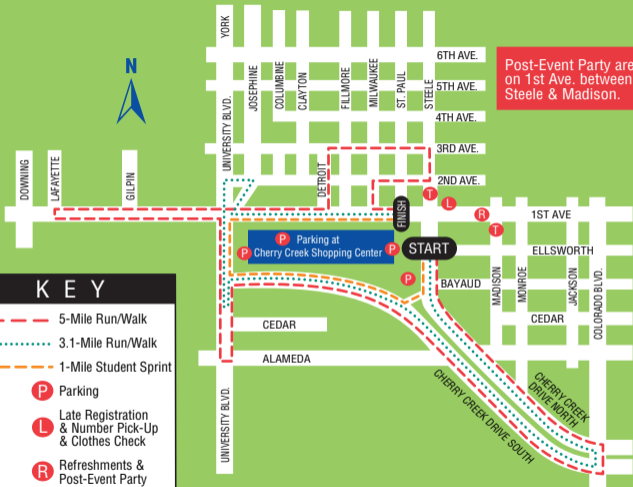 YORK
6TH AVE.
Post-Event Party are
on 1st Ave. between
Steele & Madison.
N
JOSEPHINE
COLUMBINE
CLAYTON
FILLMORE
MILWAUKEE
ST. PAUL
STEELE
5TH AVE.
4TH AVE.
UNIVERSITY BLVD.
3RD AVE.
DOWNING
LAFAYETTE
GILPIN
DETROIT
2ND AVE.
T
L
FINISH
R
1ST AVE
T
P
Parking at
Cherry Creek Shopping Center
P
P
START
ELLSWORTH
P
BAYAUD
MADISON
MONROE
JACKSON
COLORADO BLVD.
KEY
5-Mile Run/Walk
3.1-Mile Run/Walk
1-Mile Student Sprint
P Parking
L Late Registration
& Number Pick-Up
& Clothes Check
R Refreshments &
Post-Event Party
CEDAR
CEDAR
ALAMEDA
UNIVERSITY BLVD.
CHERRY CREEK
DRIVE NORTH
CHERRY CREEK DRIVE SOUTH